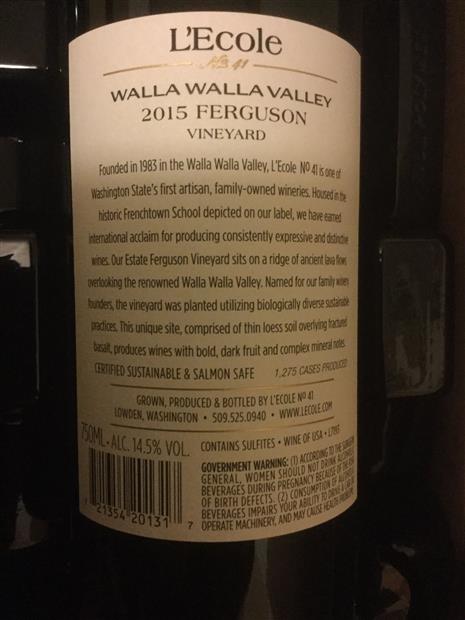 L'Ecole
Nº 41
WALLA WALLA VALLEY
2015 FERGUSON
VINEYARD
Founded in 1983 in the Walla Walla Valley, L'Ecole Nº 41 is one of
Washington State's first artisan, family-owned wineries. Housed in the
historic Frenchtown School depicted on our label, we have earned
international acclaim for producing consistently expressive and distinctive
wines. Our Estate Ferguson Vineyard sits on a ridge of ancient lava flows
overlooking the renowned Walla Walla Valley. Named for our family winery
founders, the vineyard was planted utilizing biologically diverse sustainable
practices. This unique site, comprised of thin loess soil overlying fractured
basalt, produces wines with bold, dark fruit and complex mineral notes.
CERTIFIED SUSTAINABLE & SALMON SAFE 1,275 CASES PRODUCED
GROWN, PRODUCED & BOTTLED BY L'ECOLE Nº 41
LOWDEN, WASHINGTON • 509.525.0940 • WWW.LECOLE.COM
750ML • ALC. 14.5% VOL. CONTAINS SULFITES • WINE OF USA •
GOVERNMENT WARNING: (1) ACCORDING TO THE SURGEON
GENERAL, WOMEN SHOULD NOT DRINK ALCOHOLIC
BEVERAGES DURING PREGNANCY BECAUSE OF THE RISK
OF BIRTH DEFECTS. (2) CONSUMPTION OF ALCOHOLIC
BEVERAGES IMPAIRS YOUR ABILITY TO DRIVE A CAR OR
OPERATE MACHINERY, AND MAY CAUSE HEALTH PROBLEMS.
7 21354 20131 7